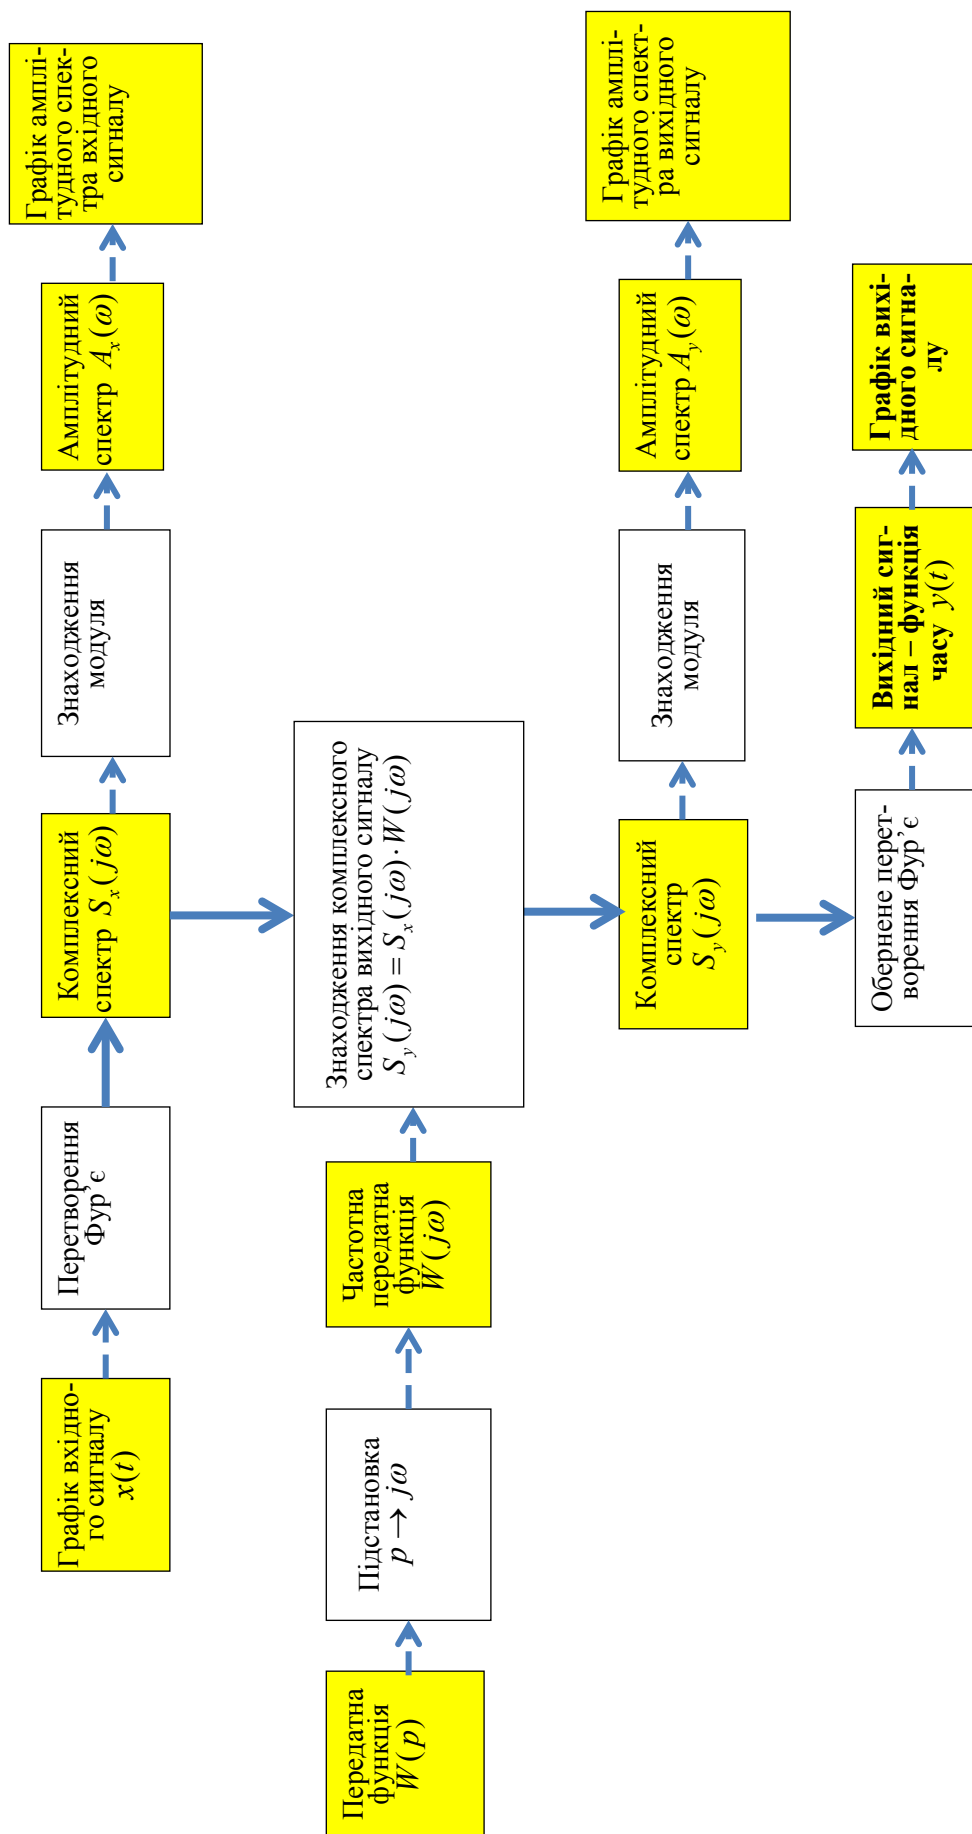 Графік вхідно-
го сигналу
x(t)
Перетворення
Фур’є
Комплексний
спектр S_x(jω)
Знаходження
модуля
Амплітудний
спектр A_x(ω)
Графік амплі-
тудного спек-
тра вхідного
сигналу
Передатна
функція
W(p)
Підстановка
p → jω
Частотна
передатна
функція
W(jω)
Знаходження комплексного
спектра вихідного сигналу
S_y(jω) = S_x(jω)·W(jω)
Комплексний
спектр
S_y(jω)
Знаходження
модуля
Амплітудний
спектр A_y(ω)
Графік амплі-
тудного спект-
ра вихідного
сигналу
Обернене перет-
ворення Фур’є
Вихідний сиг-
нал – функція
часу y(t)
Графік вихі-
дного сигна-
лу